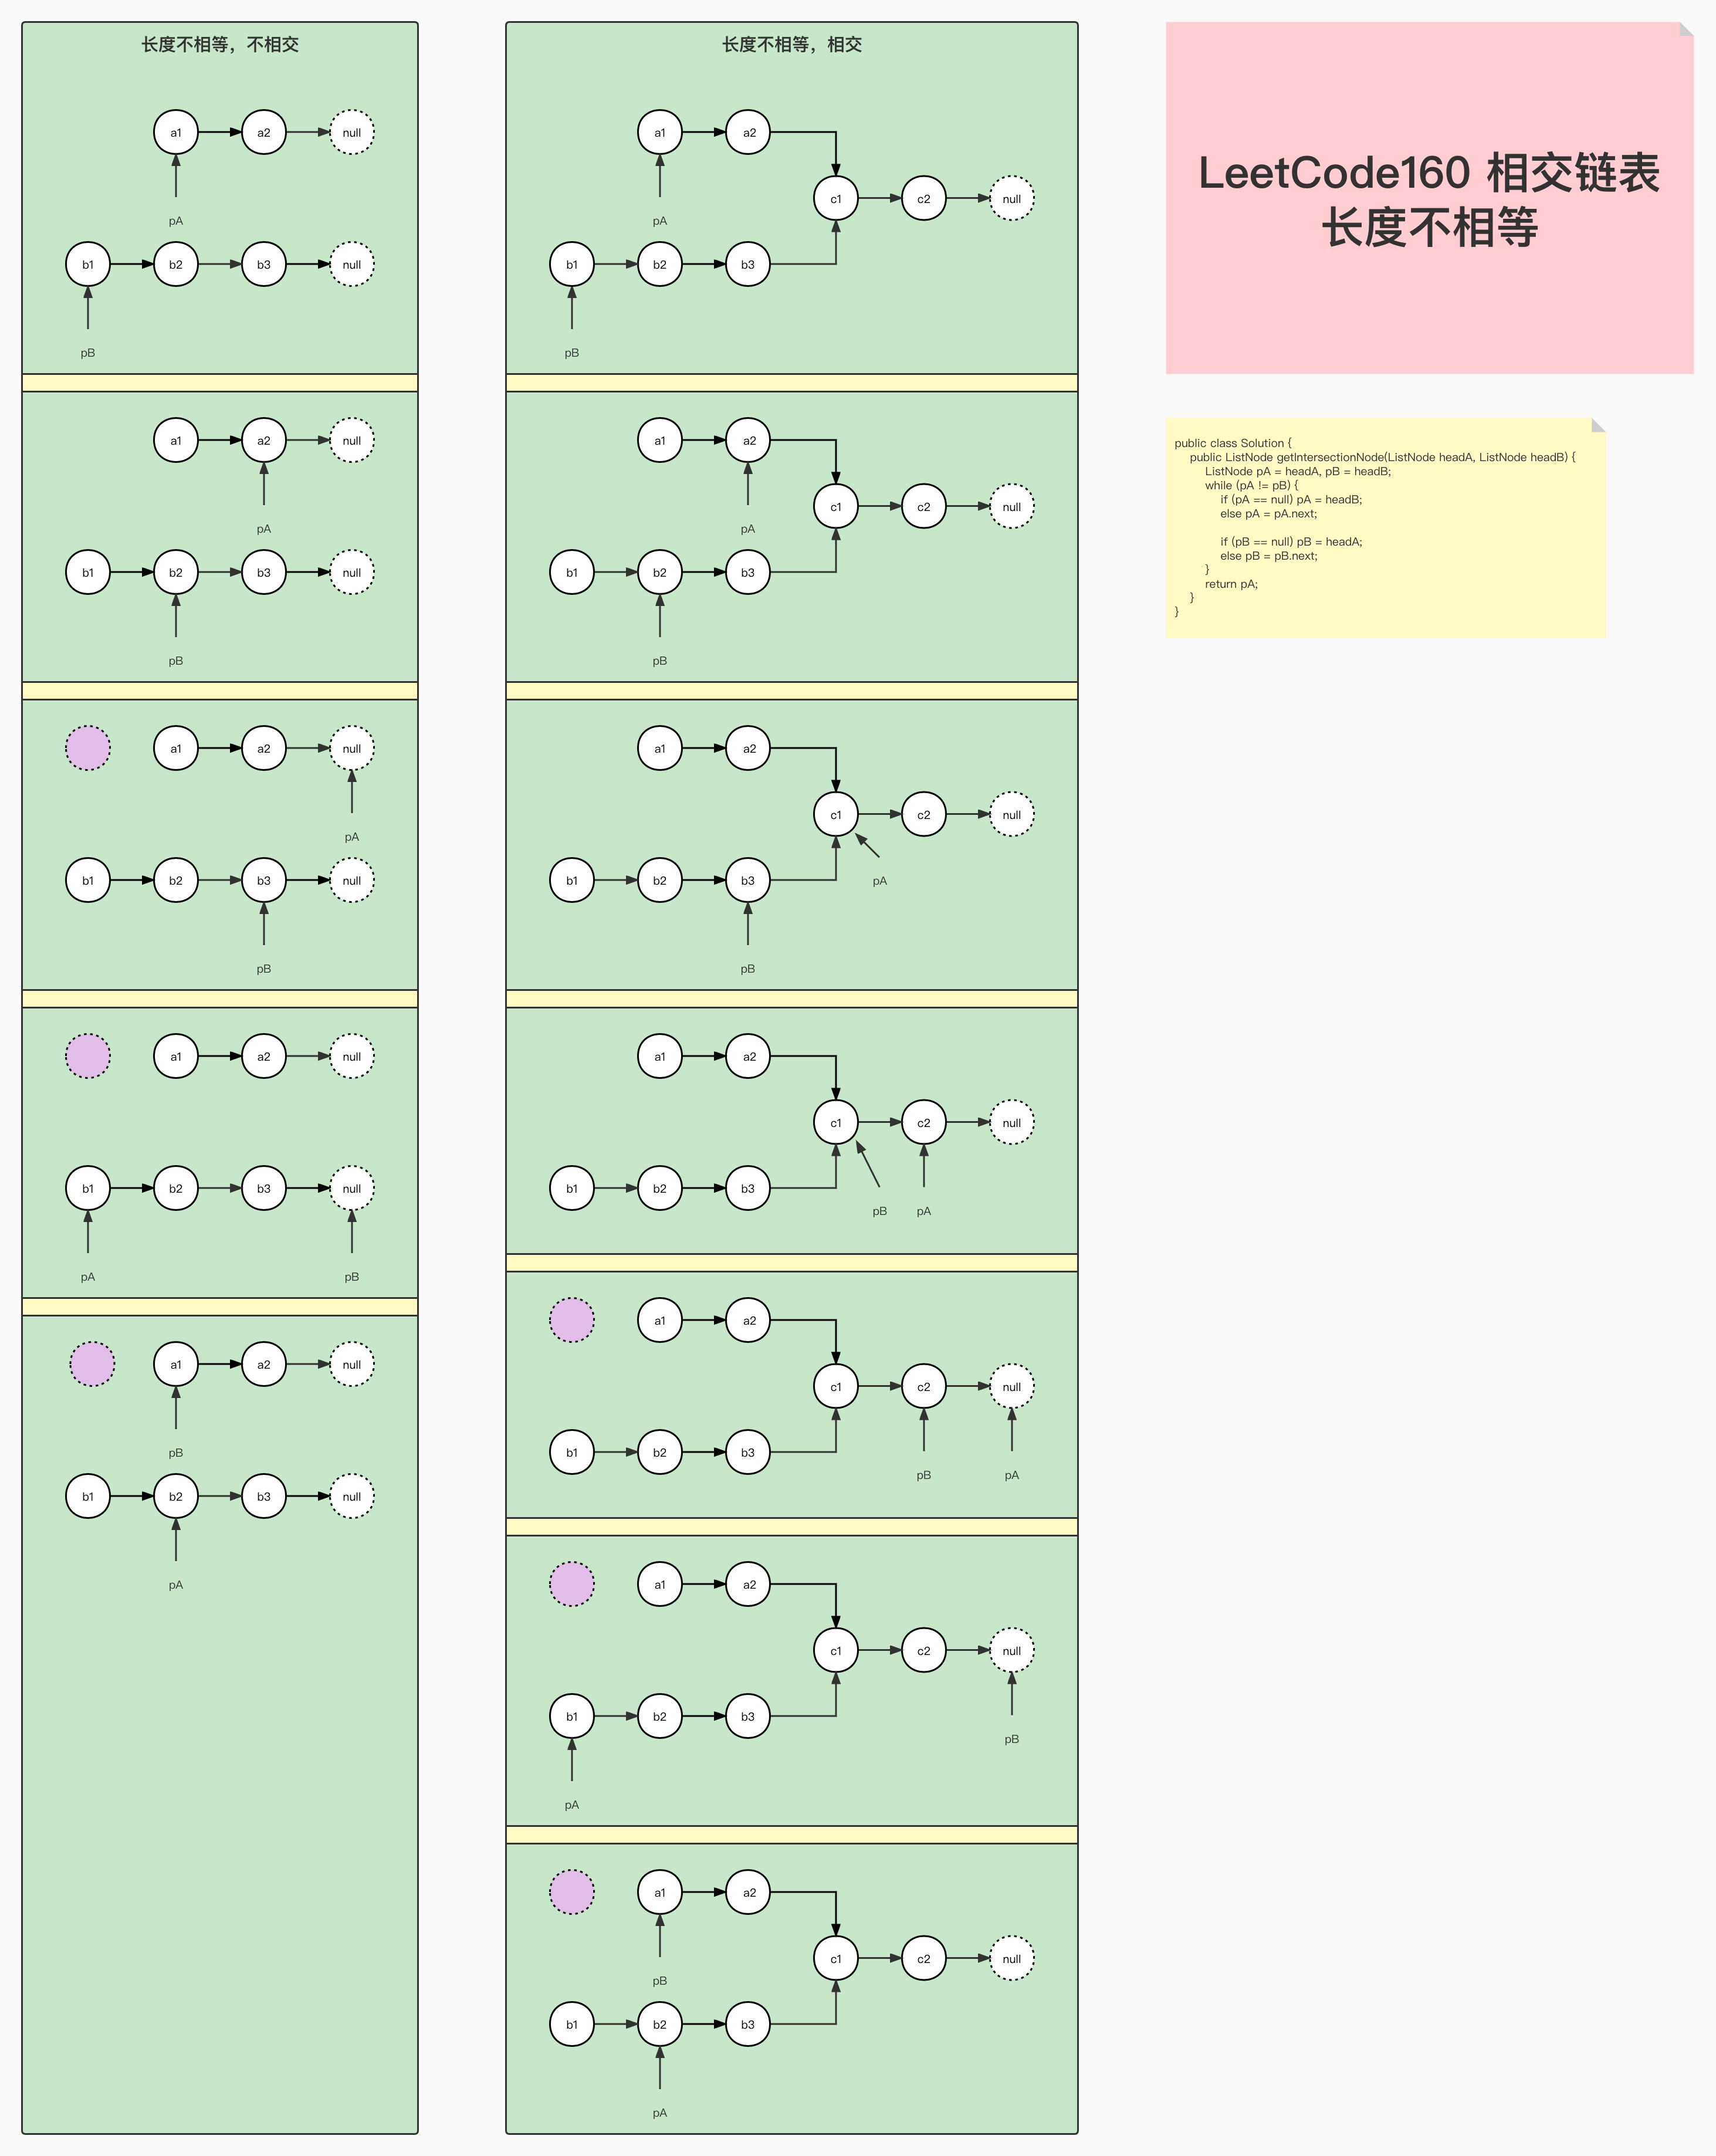 长度不相等，不相交
a1 a2 null
pA
b1 b2 b3 null
pB
a1 a2 null
pA
b1 b2 b3 null
pB
a1 a2 null
pA
b1 b2 b3 null
pB
a1 a2 null
b1 b2 b3 null
pA pB
a1 a2 null
pB
b1 b2 b3 null
pA
长度不相等，相交
a1 a2
c1 c2 null
pA
b1 b2 b3
pB
a1 a2
c1 c2 null
pA
b1 b2 b3
pB
a1 a2
c1 c2 null
b1 b2 b3 pA
pB
a1 a2
c1 c2 null
b1 b2 b3
pB pA
a1 a2
c1 c2 null
b1 b2 b3
pB pA
a1 a2
c1 c2 null
b1 b2 b3
pB
pA
a1 a2
c1 c2 null
pB
b1 b2 b3
pA
LeetCode160 相交链表
长度不相等
public class Solution {
public ListNode getIntersectionNode(ListNode headA, ListNode headB) {
ListNode pA = headA, pB = headB;
while (pA != pB) {
if (pA == null) pA = headB;
else pA = pA.next;
if (pB == null) pB = headA;
else pB = pB.next;
}
return pA;
}
}